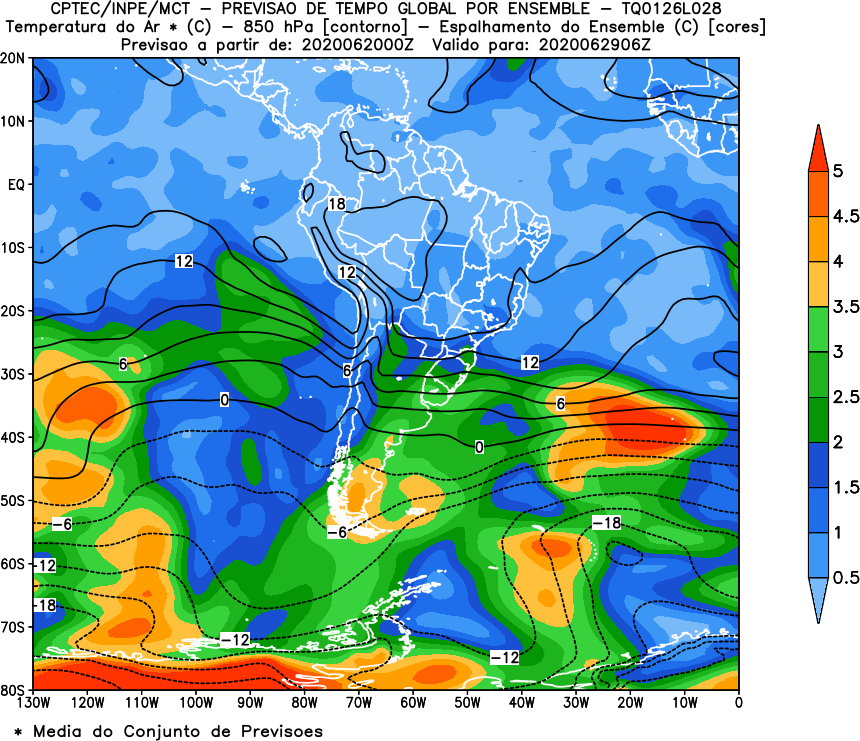 CPTEC/INPE/MCT - PREVISAO DE TEMPO GLOBAL POR ENSEMBLE - TQ0126L028
Temperatura do Ar * (C) - 850 hPa [contorno] - Espalhamento do Ensemble (C) [cores]
Previsao a partir de: 2020062000Z Valido para: 2020062906Z
20N
10N
EQ
10S
20S
30S
40S
50S
60S
70S
80S
18
12
12
6
6
0
12
6
0
-6
-6
-12
-18
-12
-18
-12
5
4.5
4
3.5
3
2.5
2
1.5
1
0.5
130W 120W 110W 100W 90W 80W 70W 60W 50W 40W 30W 20W 10W 0
* Media do Conjunto de Previsoes